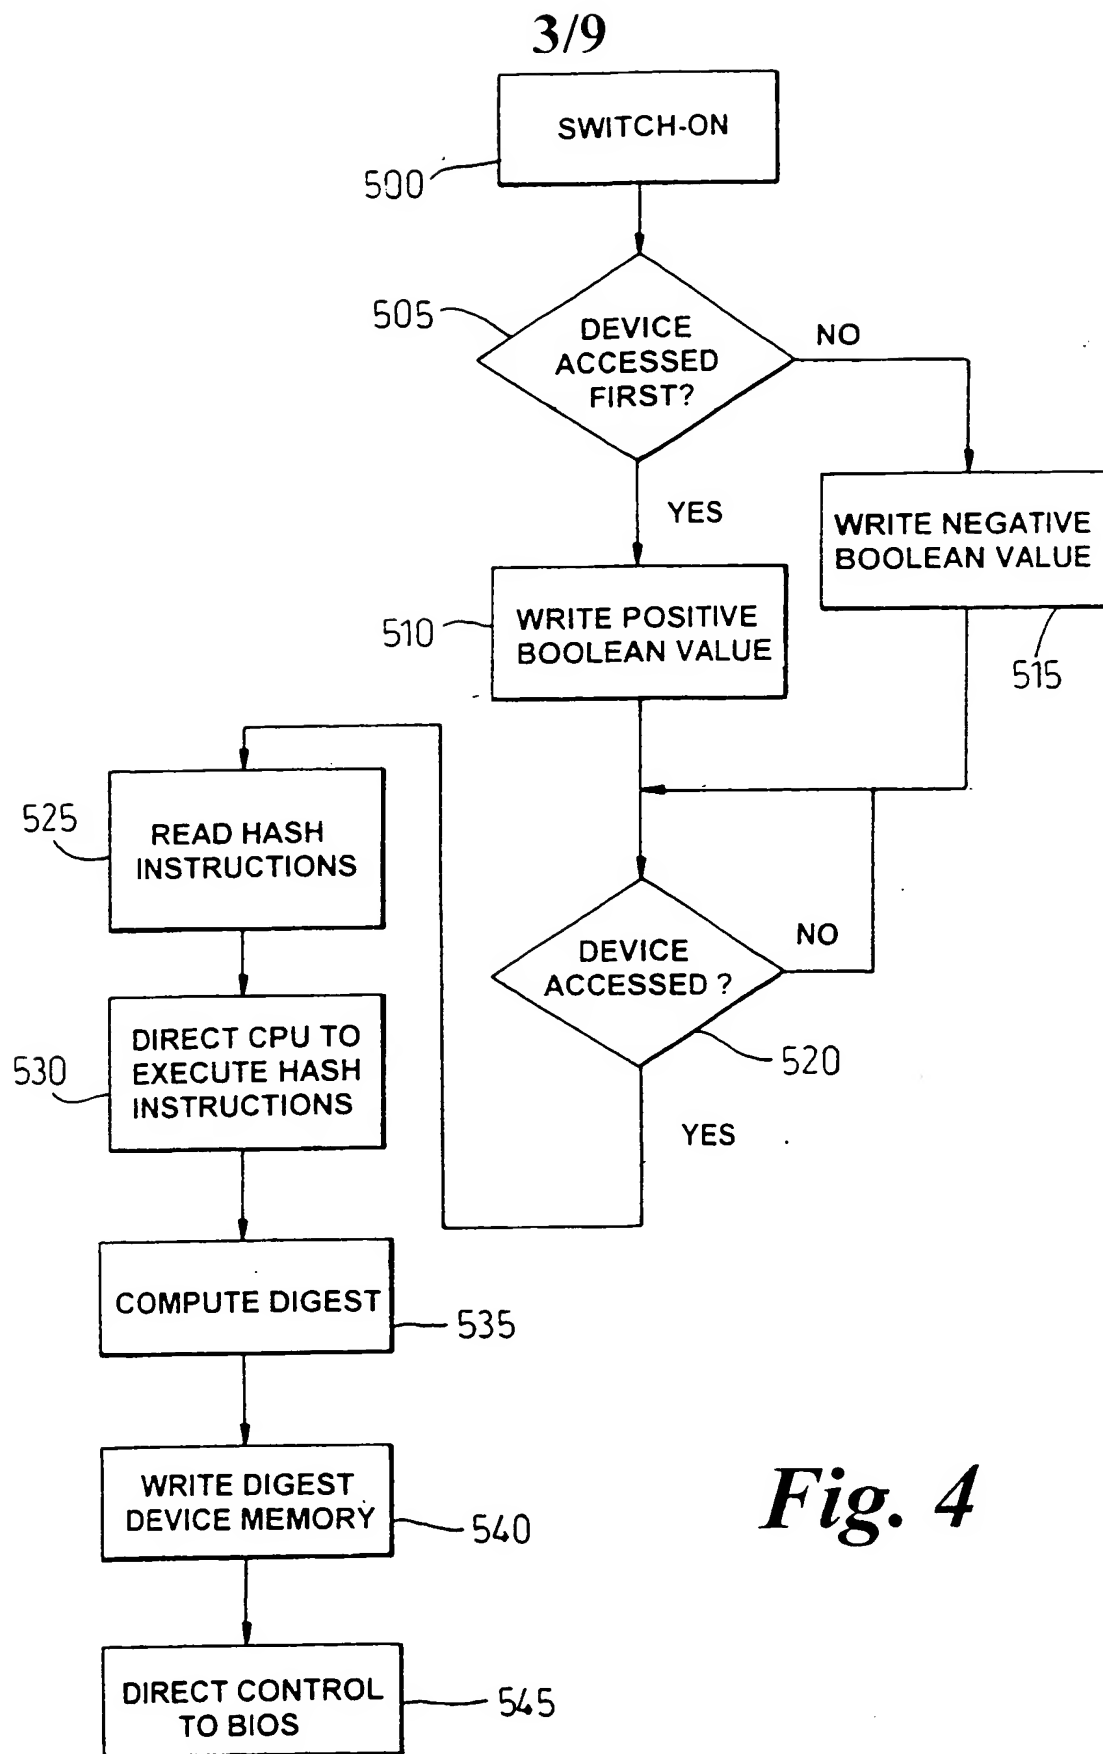 3/9
SWITCH-ON
500
505
DEVICE
ACCESSED
FIRST?
NO
YES
WRITE NEGATIVE
BOOLEAN VALUE
515
510
WRITE POSITIVE
BOOLEAN VALUE
525
READ HASH
INSTRUCTIONS
DEVICE
ACCESSED ?
NO
520
YES
530
DIRECT CPU TO
EXECUTE HASH
INSTRUCTIONS
COMPUTE DIGEST
535
WRITE DIGEST
DEVICE MEMORY
540
DIRECT CONTROL
TO BIOS
545
Fig. 4